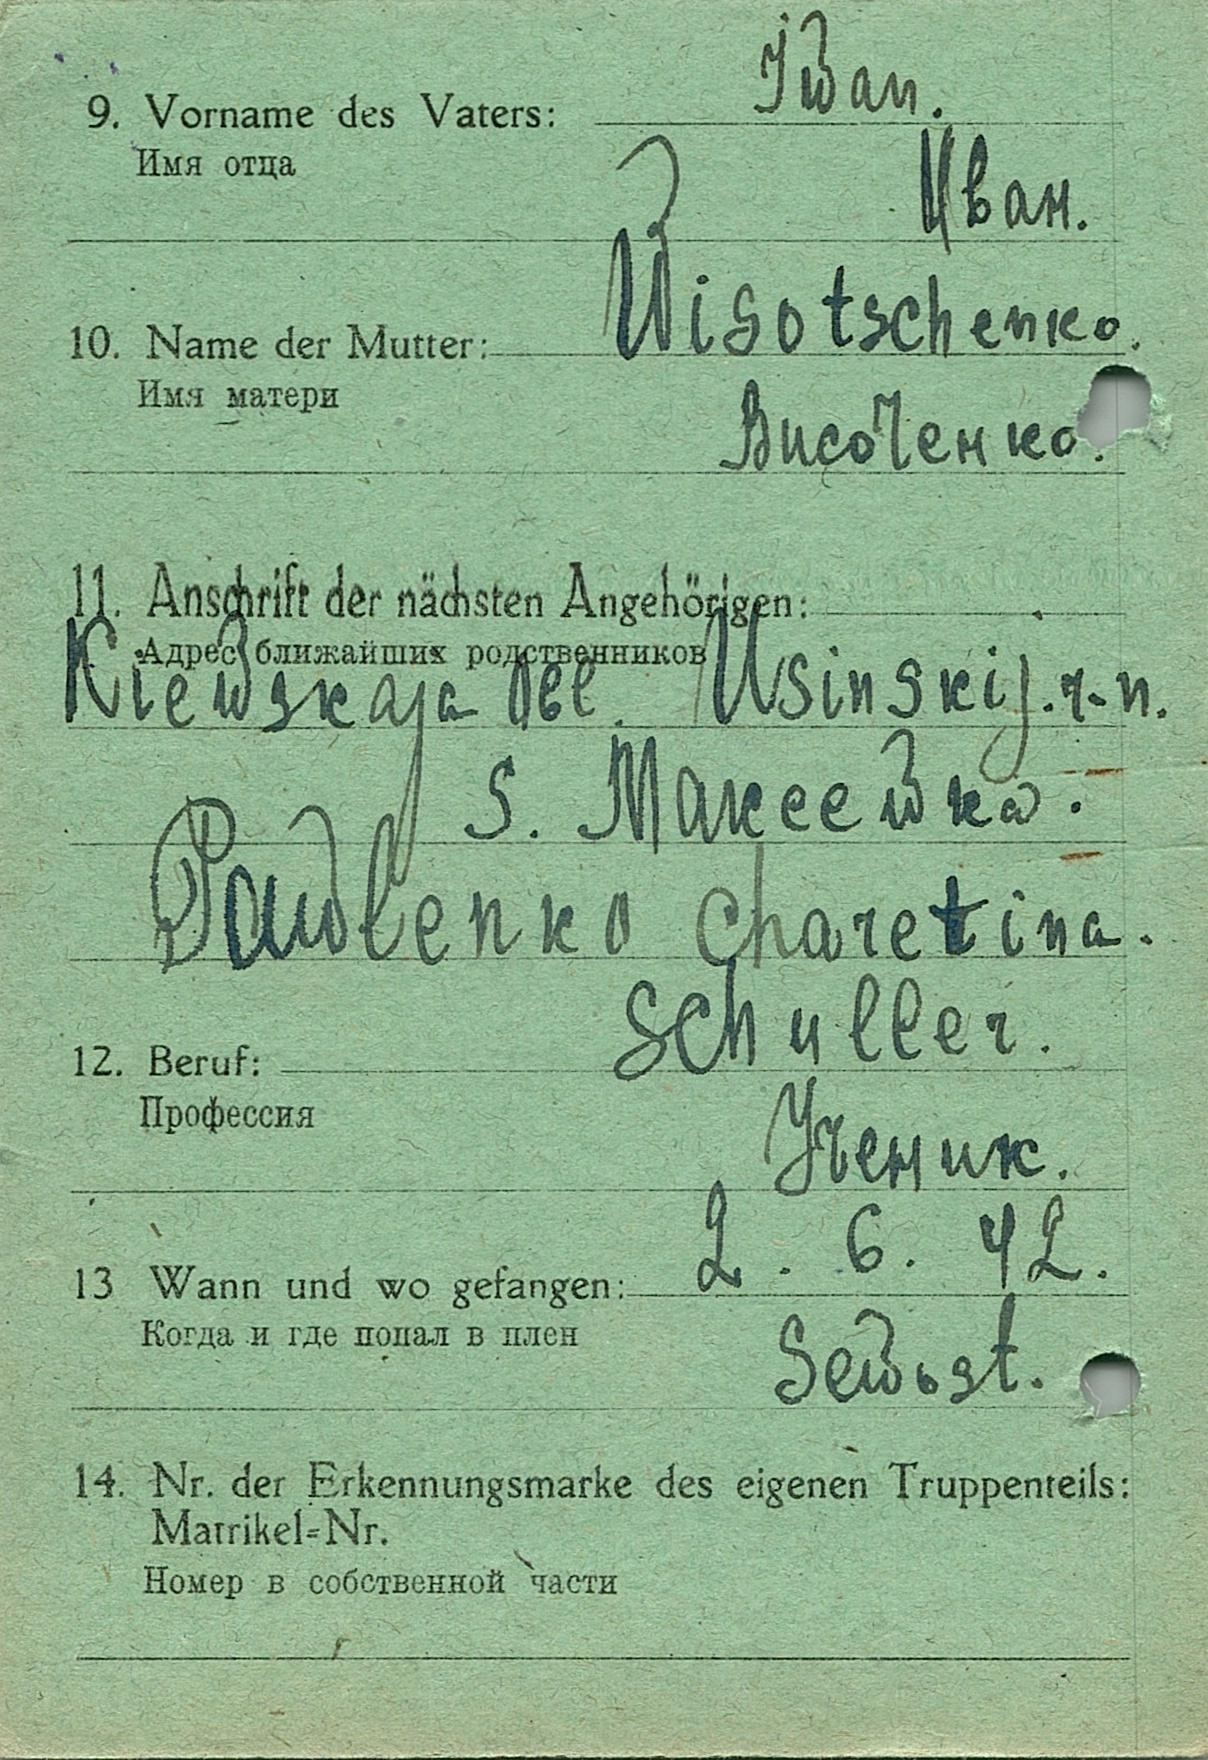 Iwan.
9. Vorname des Vaters:
Имя отца
Иван.
Wisotschenko.
10. Name der Mutter:
Имя матери
Височенко.
11. Anschrift der nächsten Angehörigen:
Адрес ближайших родственников
Kiewskaja Obl. Usinskij. r-n.
s. Makeewka.
Pawlenko Charetina.
Schuller.
12. Beruf:
Профессия
Ученик.
2. 6. 42.
13 Wann und wo gefangen:
Когда и где попал в плен
Sewost.
14. Nr. der Erkennungsmarke des eigenen Truppenteils:
Matrikel=Nr.
Номер в собственной части